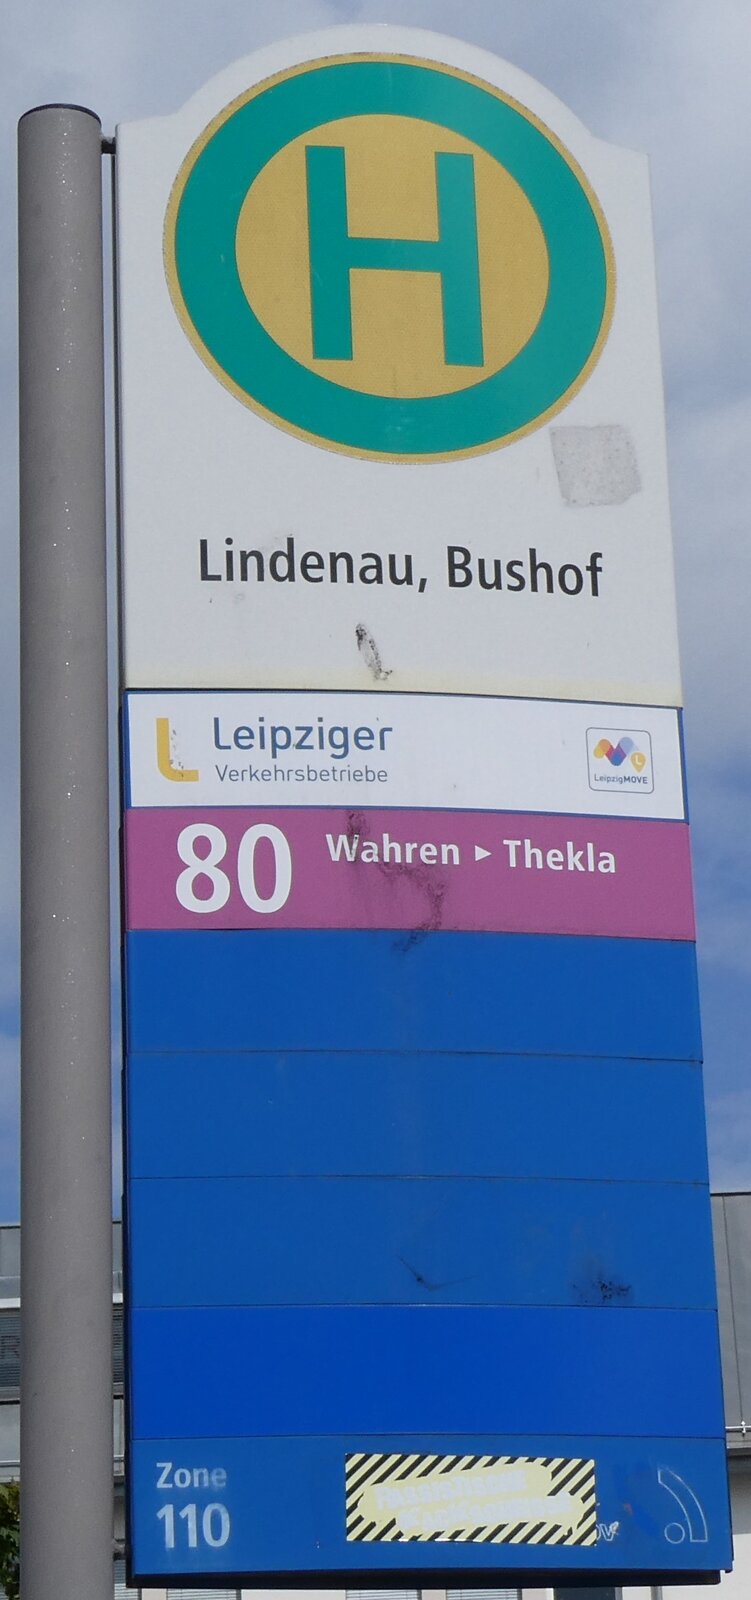 H
Lindenau, Bushof
Leipziger
Verkehrsbetriebe
L
LeipzigMOVE
80 Wahren ▸ Thekla
Zone
110